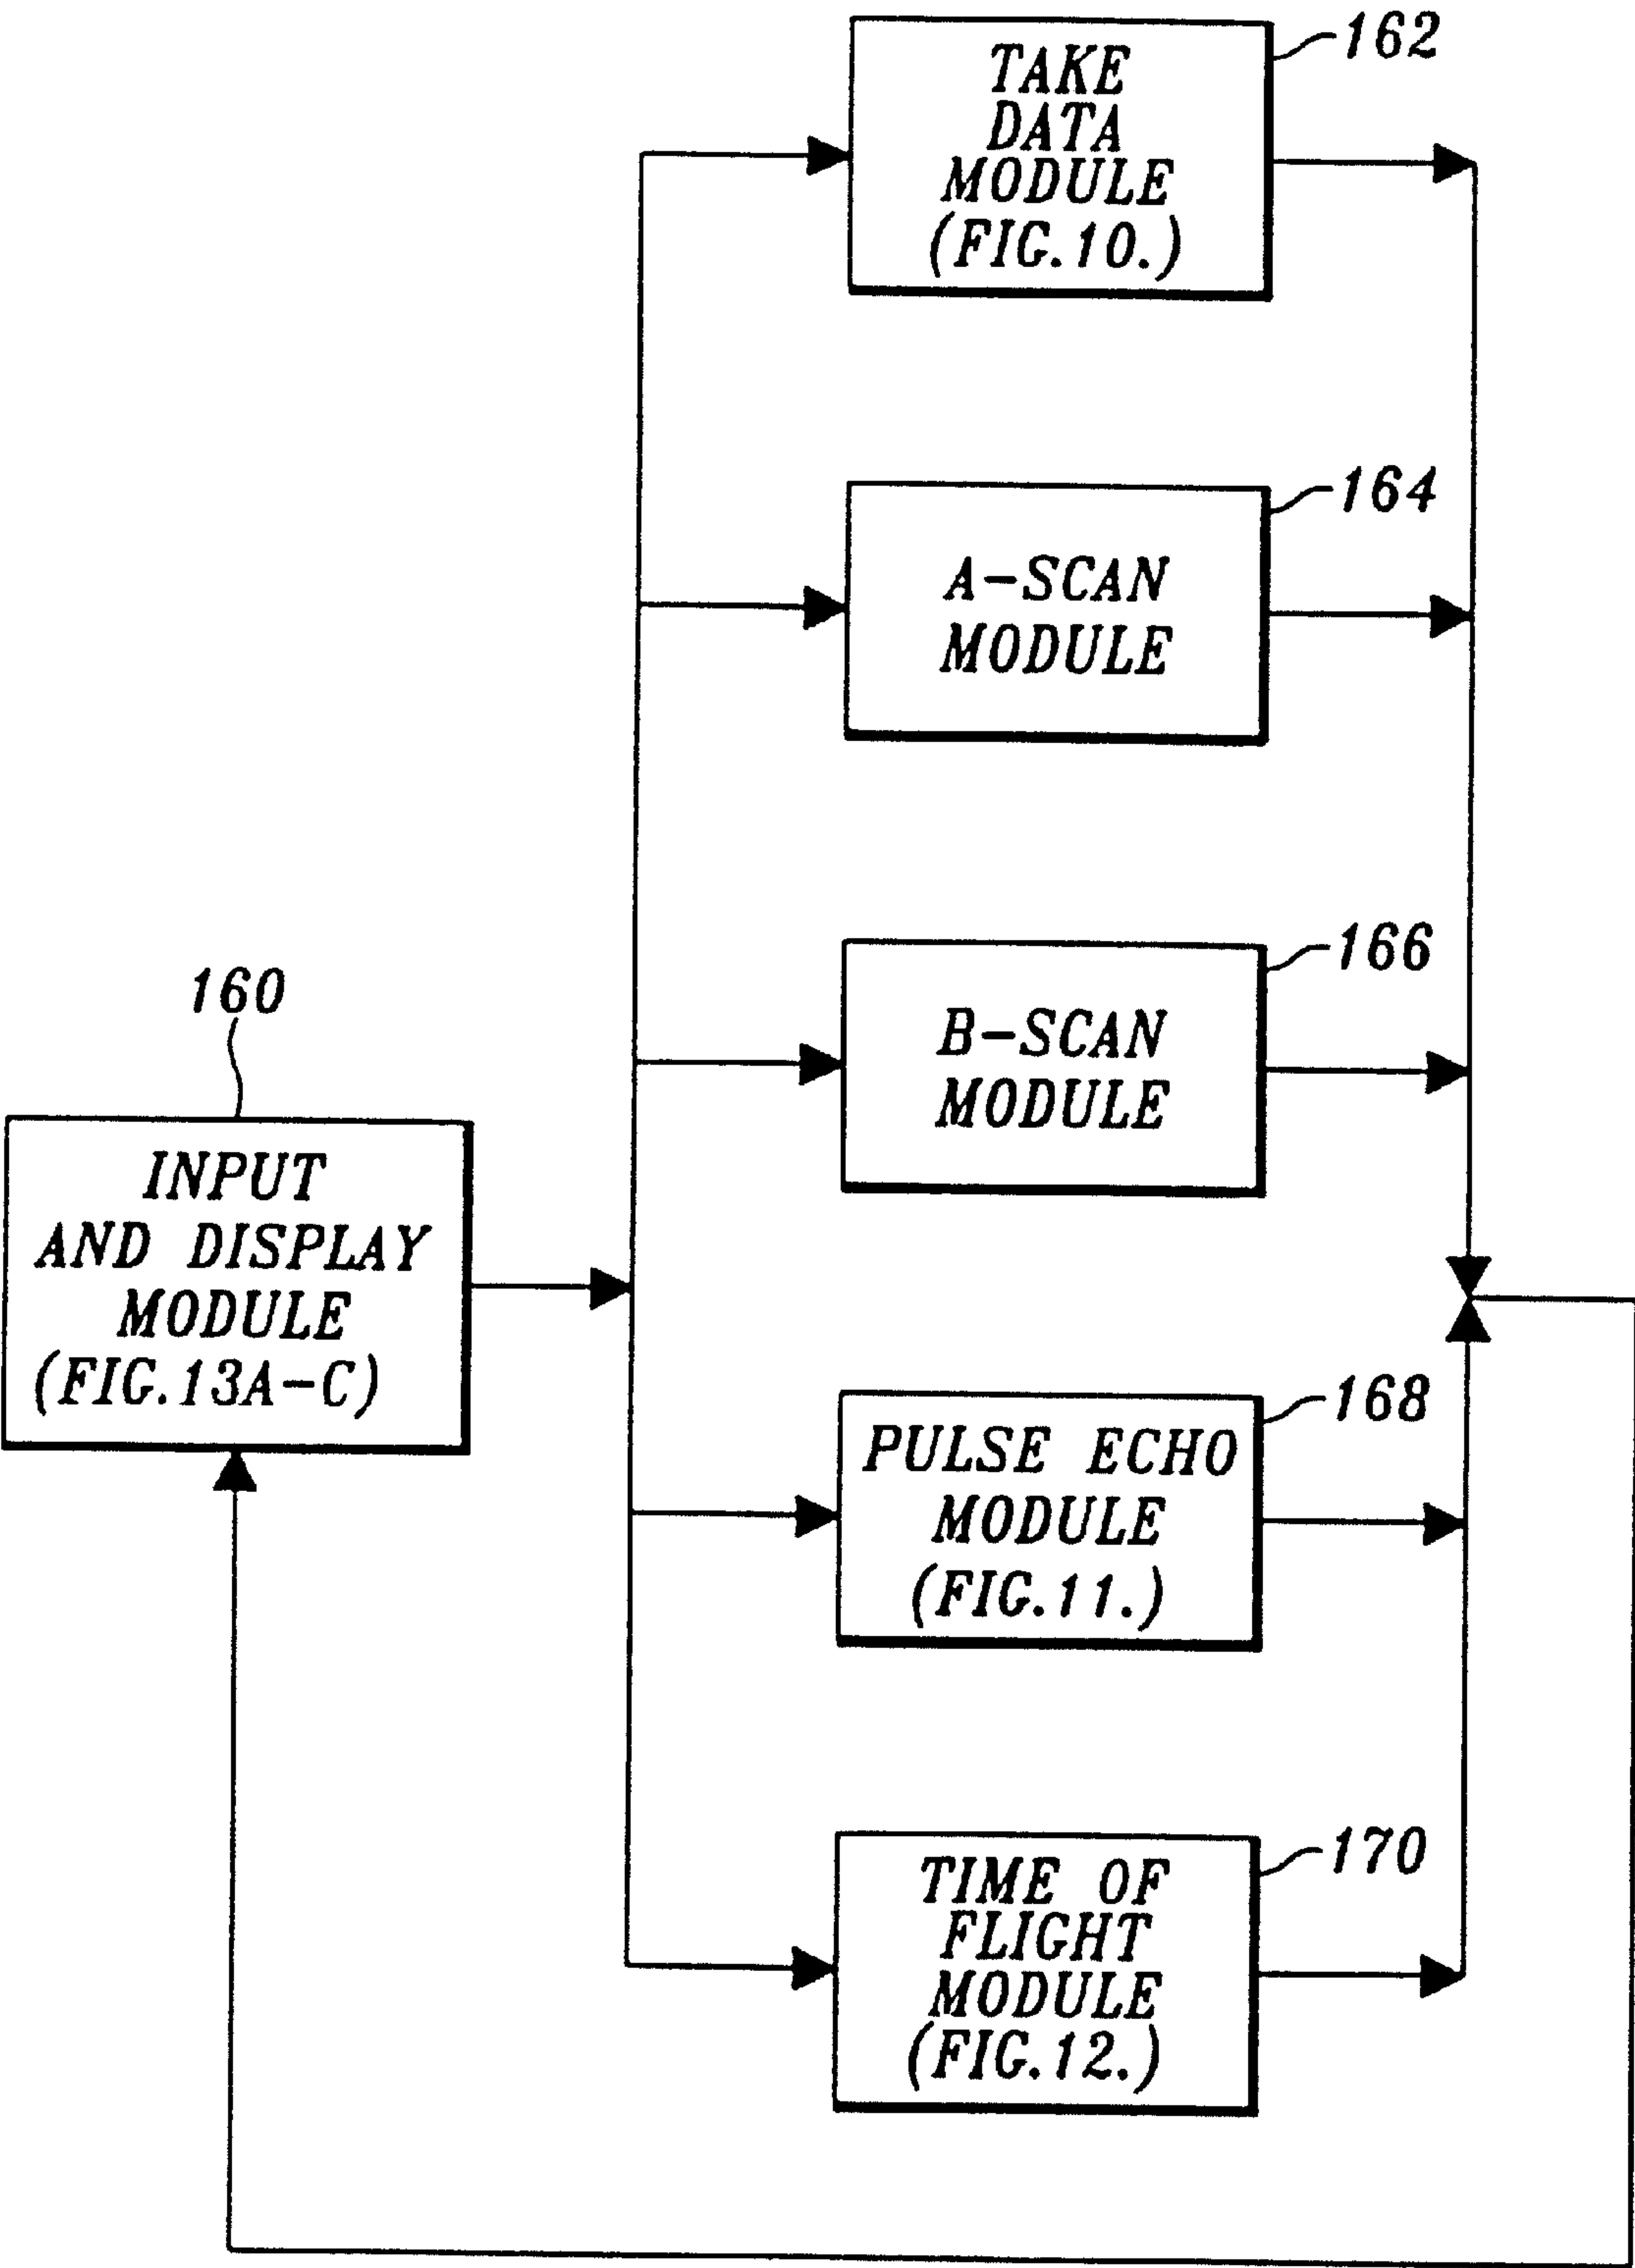 162
TAKE
DATA
MODULE
(FIG.10.)
164
A-SCAN
MODULE
166
B-SCAN
MODULE
160
INPUT
AND DISPLAY
MODULE
(FIG.13A-C)
168
PULSE ECHO
MODULE
(FIG.11.)
170
TIME OF
FLIGHT
MODULE
(FIG.12.)